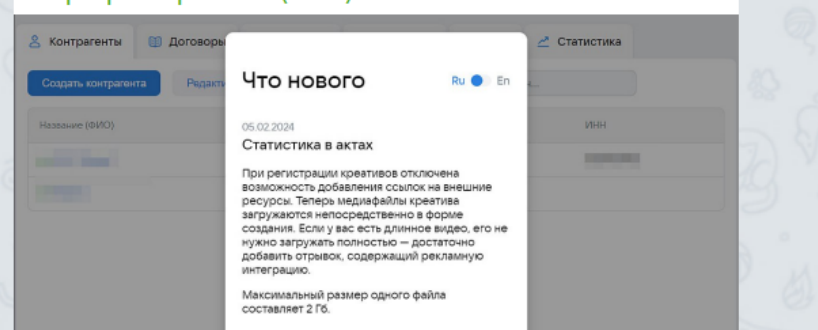 Контрагенты Договоры Статистика
Что нового Ru En
Создать контрагента
Название (ФИО) ИНН
05.02.2024
Статистика в актах
При регистрации креативов отключена
возможность добавления ссылок на внешние
ресурсы. Теперь медиафайлы креатива
загружаются непосредственно в форме
создания. Если у вас есть длинное видео, его не
нужно загружать полностью — достаточно
добавить отрывок, содержащий рекламную
интеграцию.
Максимальный размер одного файла
составляет 2 Гб.